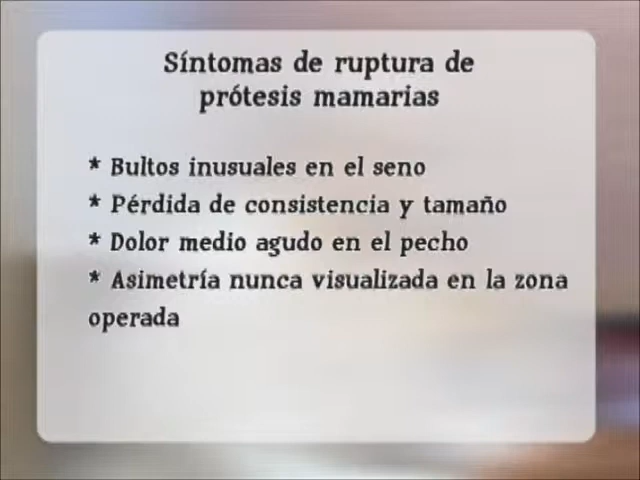 Síntomas de ruptura de
prótesis mamarias
* Bultos inusuales en el seno
* Pérdida de consistencia y tamaño
* Dolor medio agudo en el pecho
* Asimetría nunca visualizada en la zona
operada